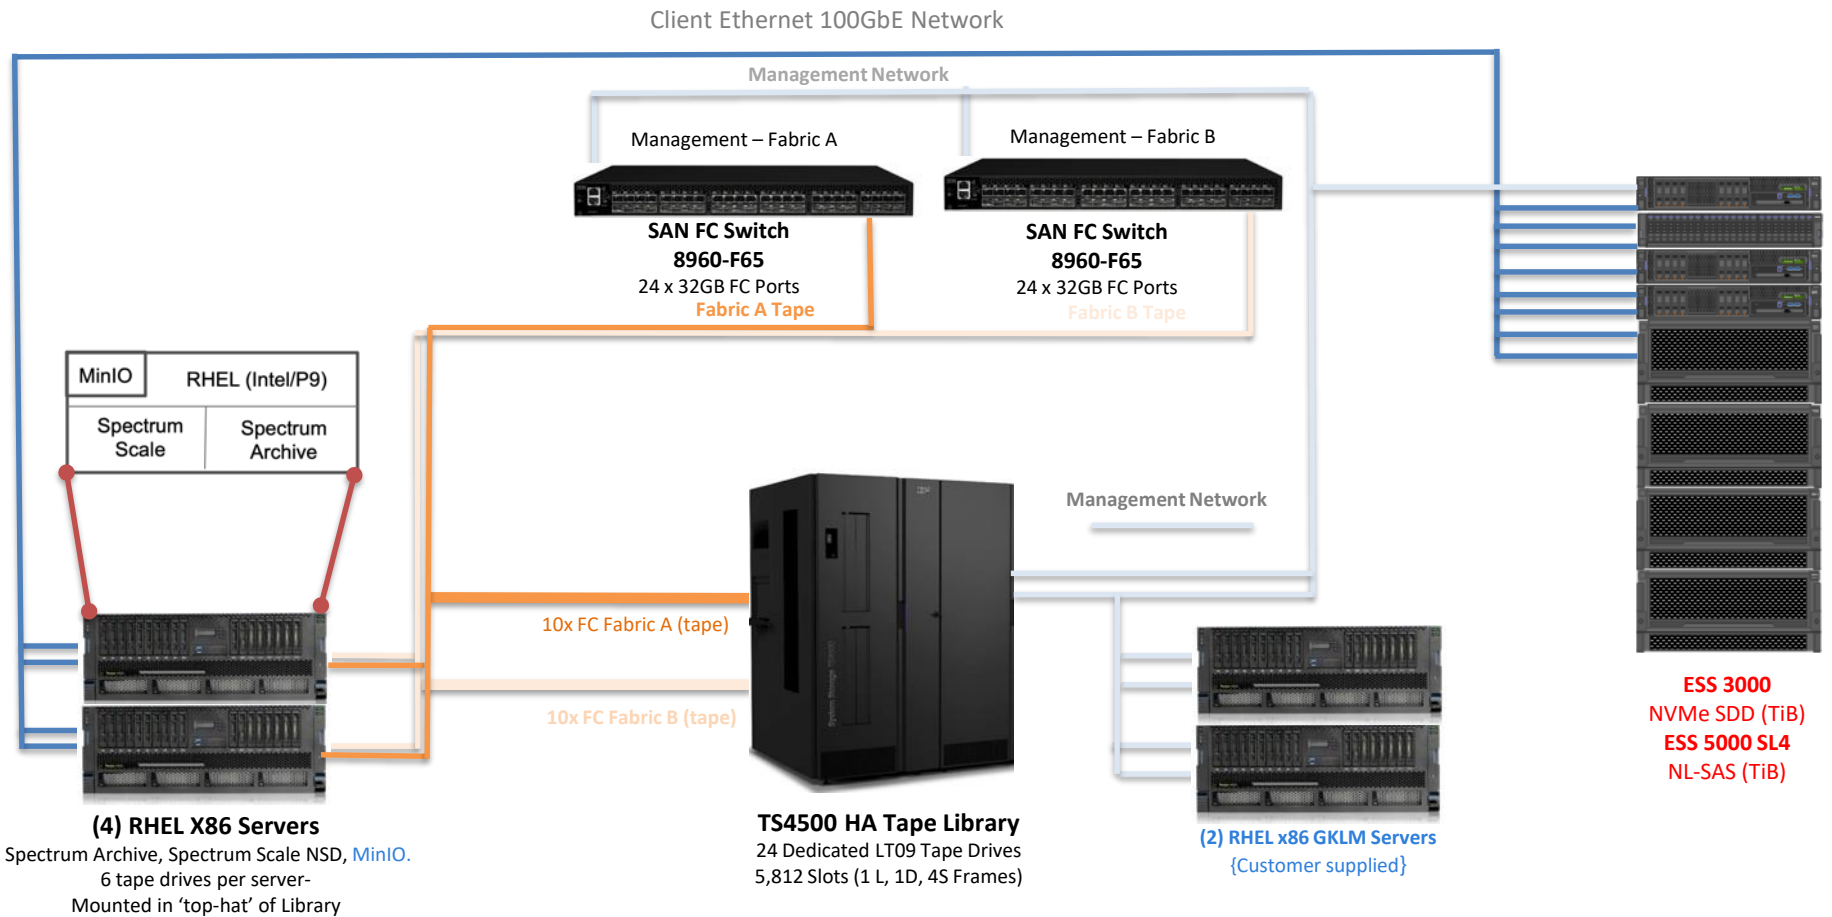 Client Ethernet 100GbE Network
Management Network
Management – Fabric A
Management – Fabric B
SAN FC Switch
8960-F65
24 x 32GB FC Ports
Fabric A Tape
SAN FC Switch
8960-F65
24 x 32GB FC Ports
Fabric B Tape
MinIO
RHEL (Intel/P9)
Spectrum
Scale
Spectrum
Archive
Management Network
10x FC Fabric A (tape)
10x FC Fabric B (tape)
IBM
System Storage TS4500
ESS 3000
NVMe SDD (TiB)
ESS 5000 SL4
NL-SAS (TiB)
(4) RHEL X86 Servers
Spectrum Archive, Spectrum Scale NSD, MinIO.
6 tape drives per server-
Mounted in ‘top-hat’ of Library
TS4500 HA Tape Library
24 Dedicated LT09 Tape Drives
5,812 Slots (1 L, 1D, 4S Frames)
(2) RHEL x86 GKLM Servers
{Customer supplied}